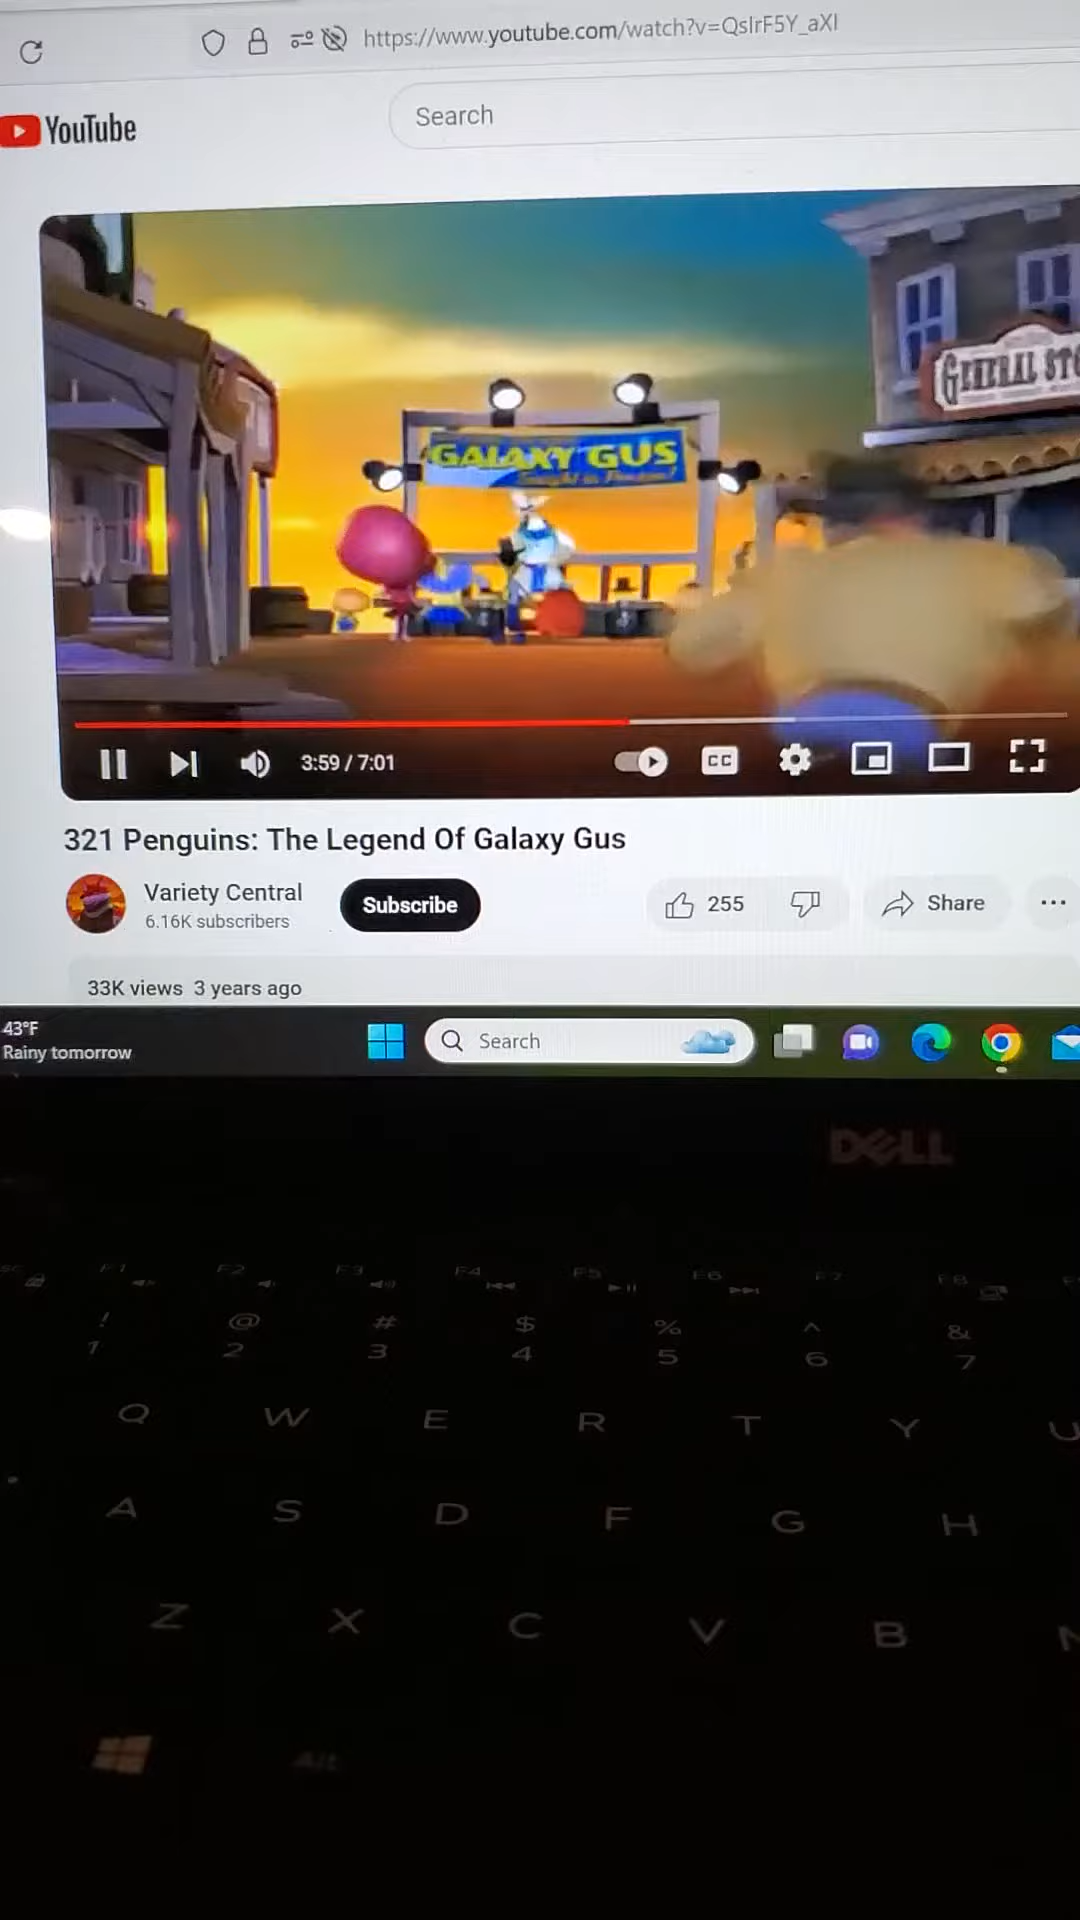 https://www.youtube.com/watch?v=QsIrF5Y_aXI
YouTube
Search
GENERAL STO
GALAXY GUS
3:59 / 7:01
CC
321 Penguins: The Legend Of Galaxy Gus
Variety Central
6.16K subscribers
Subscribe
255
Share
...
33K views 3 years ago
43°F
Rainy tomorrow
Search
DELL
F1 F2 F3 F4 F5 F6 F7 F8
! @ # $ % ^ &
1 2 3 4 5 6 7
Q W E R T Y U
A S D F G H
Z X C V B N
Alt